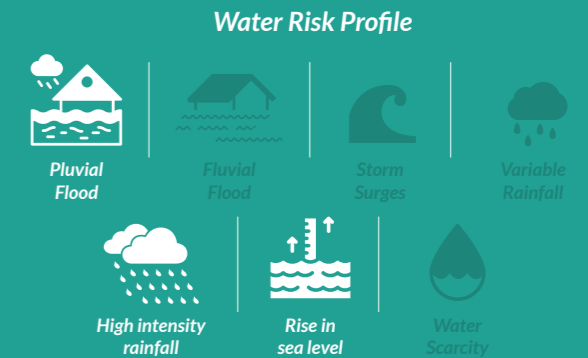 Water Risk Profile
Pluvial
Flood
Fluvial
Flood
Storm
Surges
Variable
Rainfall
High intensity
rainfall
Rise in
sea level
Water
Scarcity